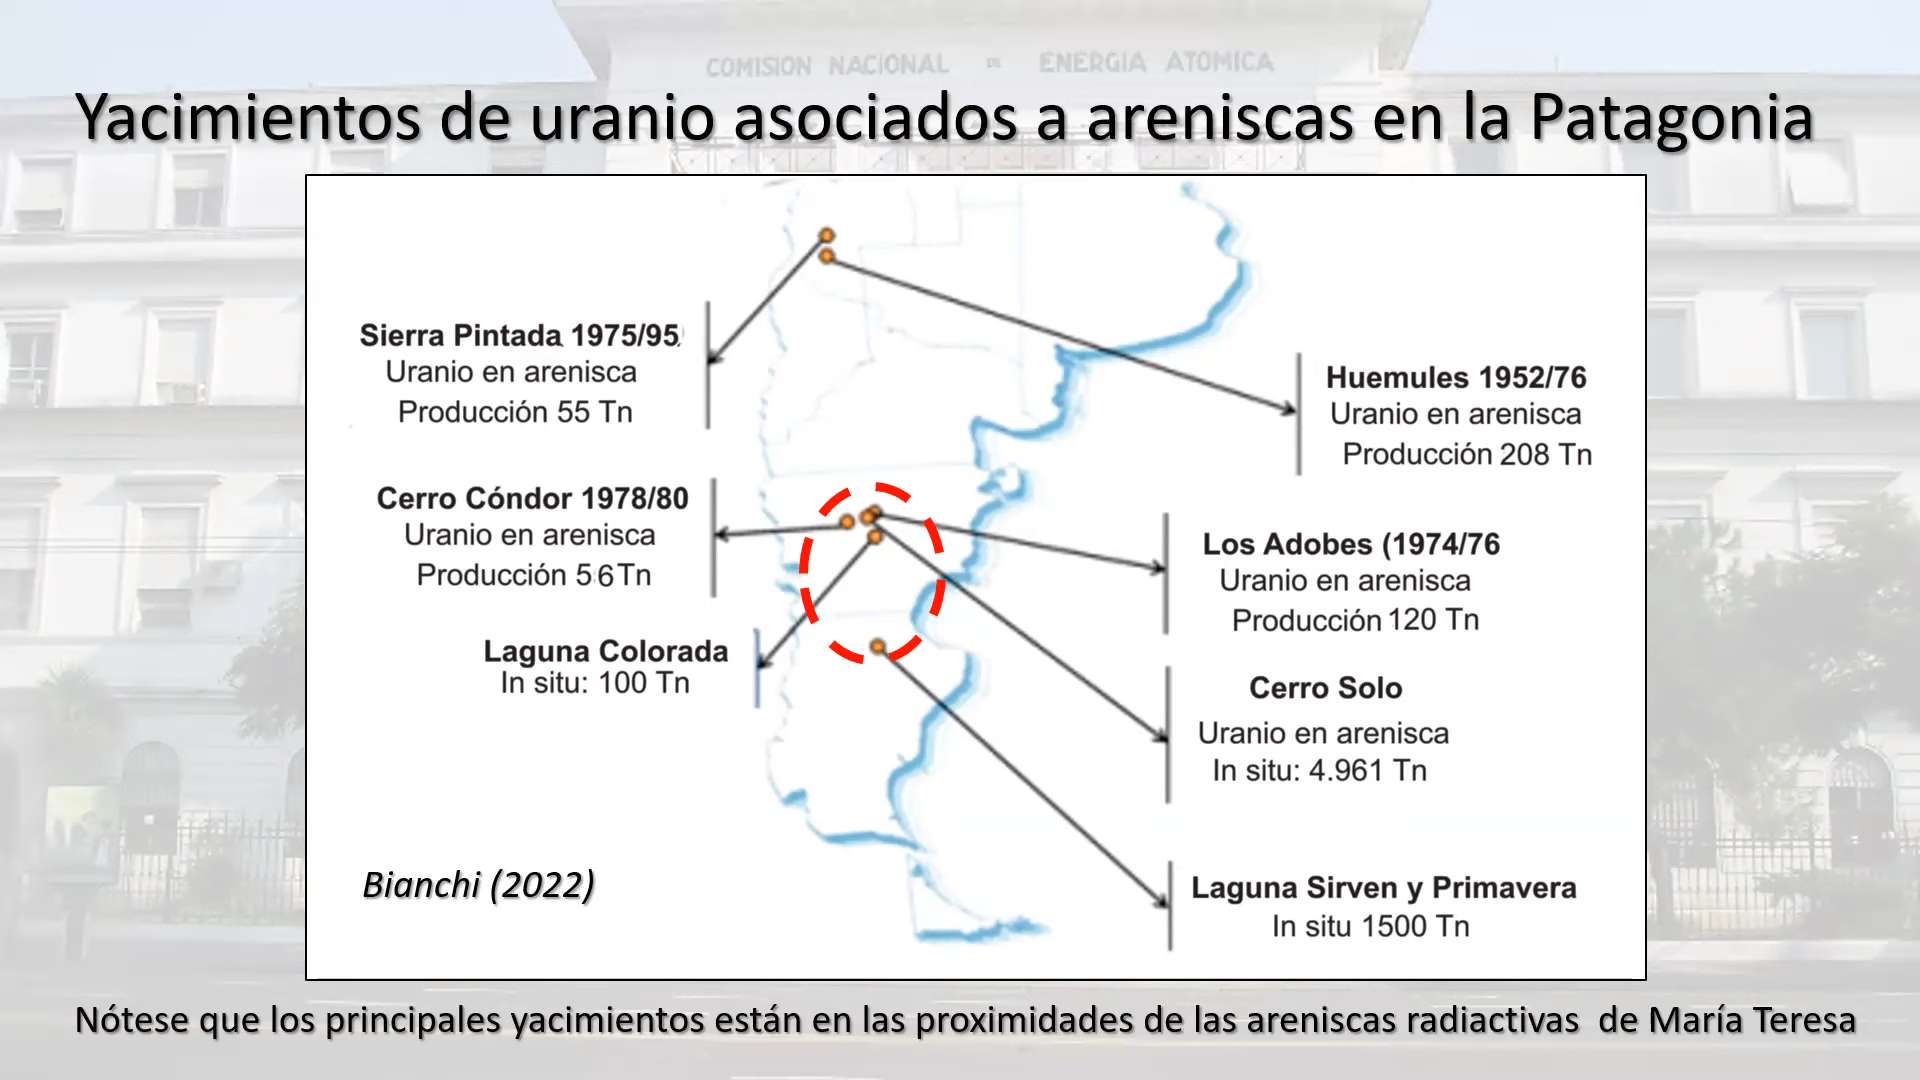 COMISION NACIONAL DE ENERGIA ATOMICA
Yacimientos de uranio asociados a areniscas en la Patagonia
Sierra Pintada 1975/95
Uranio en arenisca
Producción 55 Tn
Huemules 1952/76
Uranio en arenisca
Producción 208 Tn
Cerro Cóndor 1978/80
Uranio en arenisca
Producción 56 Tn
Los Adobes (1974/76
Uranio en arenisca
Producción 120 Tn
Laguna Colorada
In situ: 100 Tn
Cerro Solo
Uranio en arenisca
In situ: 4.961 Tn
Laguna Sirven y Primavera
In situ 1500 Tn
Bianchi (2022)
Nótese que los principales yacimientos están en las proximidades de las areniscas radiactivas de María Teresa